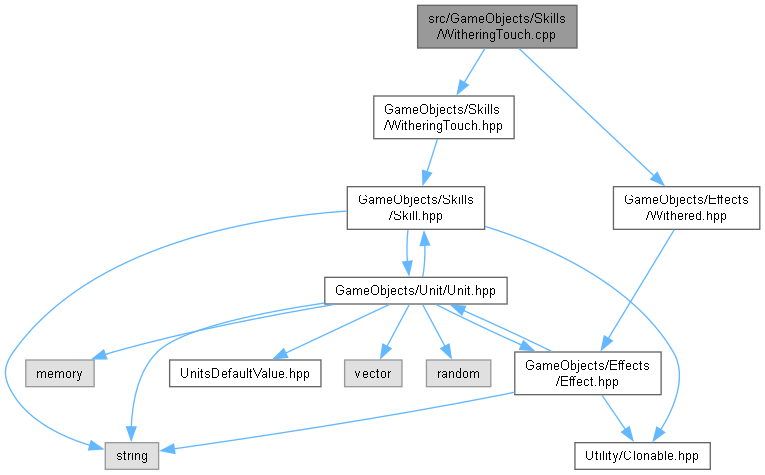 src/GameObjects/Skills
/WitheringTouch.cpp
GameObjects/Skills
/WitheringTouch.hpp
GameObjects/Skills
/Skill.hpp
GameObjects/Effects
/Withered.hpp
GameObjects/Unit/Unit.hpp
memory
UnitsDefaultValue.hpp
vector
random
GameObjects/Effects
/Effect.hpp
string
Utility/Clonable.hpp